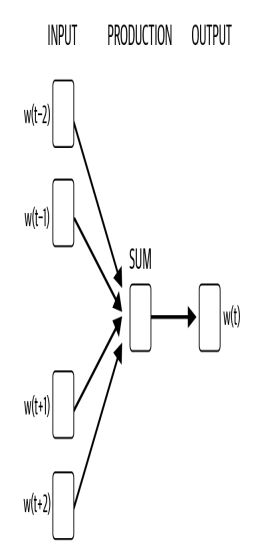 INPUT PRODUCTION OUTPUT
w(t-2)
w(t-1)
SUM
w(t)
w(t+1)
w(t+2)